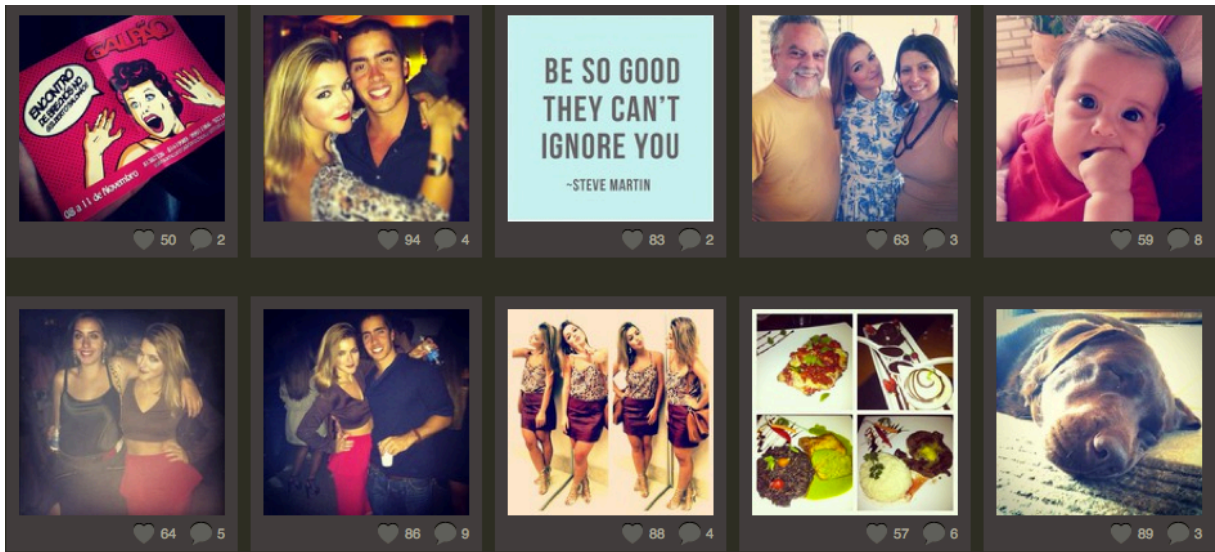 GALPÃO
ENCONTRO
08 a 11 de Novembro
50 2
94 4
BE SO GOOD
THEY CAN'T
IGNORE YOU
~STEVE MARTIN
83 2
63 3
59 8
64 5
86 9
88 4
57 6
89 3